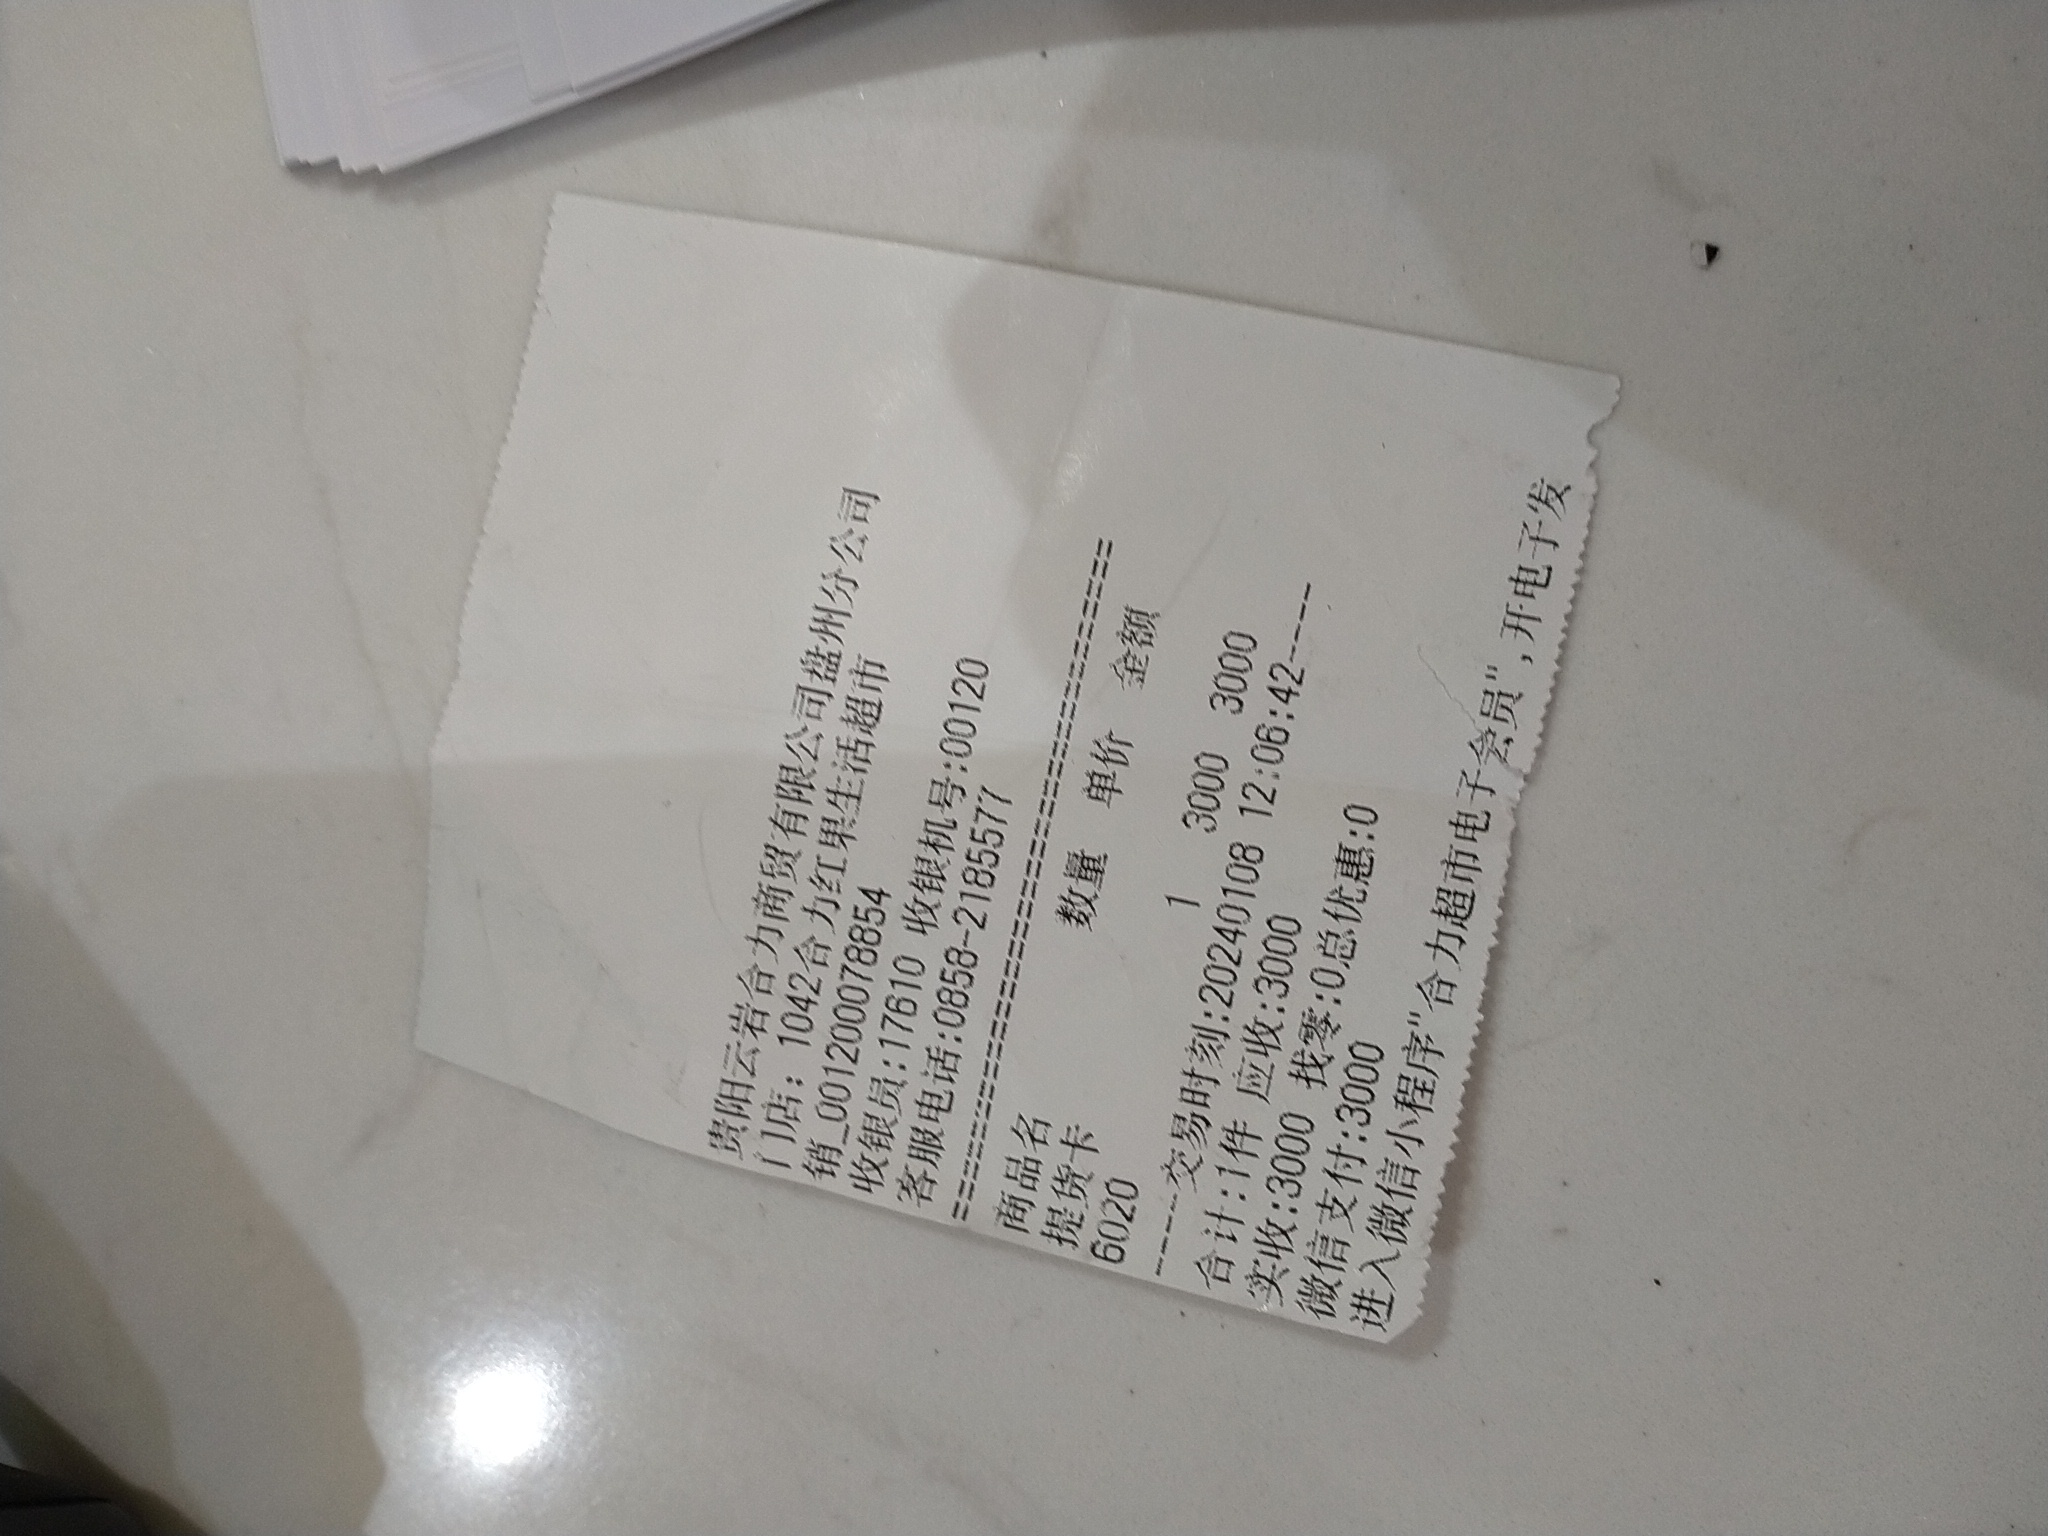 贵阳云岩合力商贸有限公司盘州分公司
门店: 1042合力红果生活超市
销_00120007 8854
收银员:17610 收银机号:00120
客服电话:0858-2185577
========================================
商品名 数量 单价 金额
提货卡
6020 1 3000 3000
-----交易时刻:20240108 12:06:42-----
合计:1件 应收:3000
实收:3000 找零:0总优惠:0
微信支付:3000
进入微信小程序"合力超市电子会员",开电子发